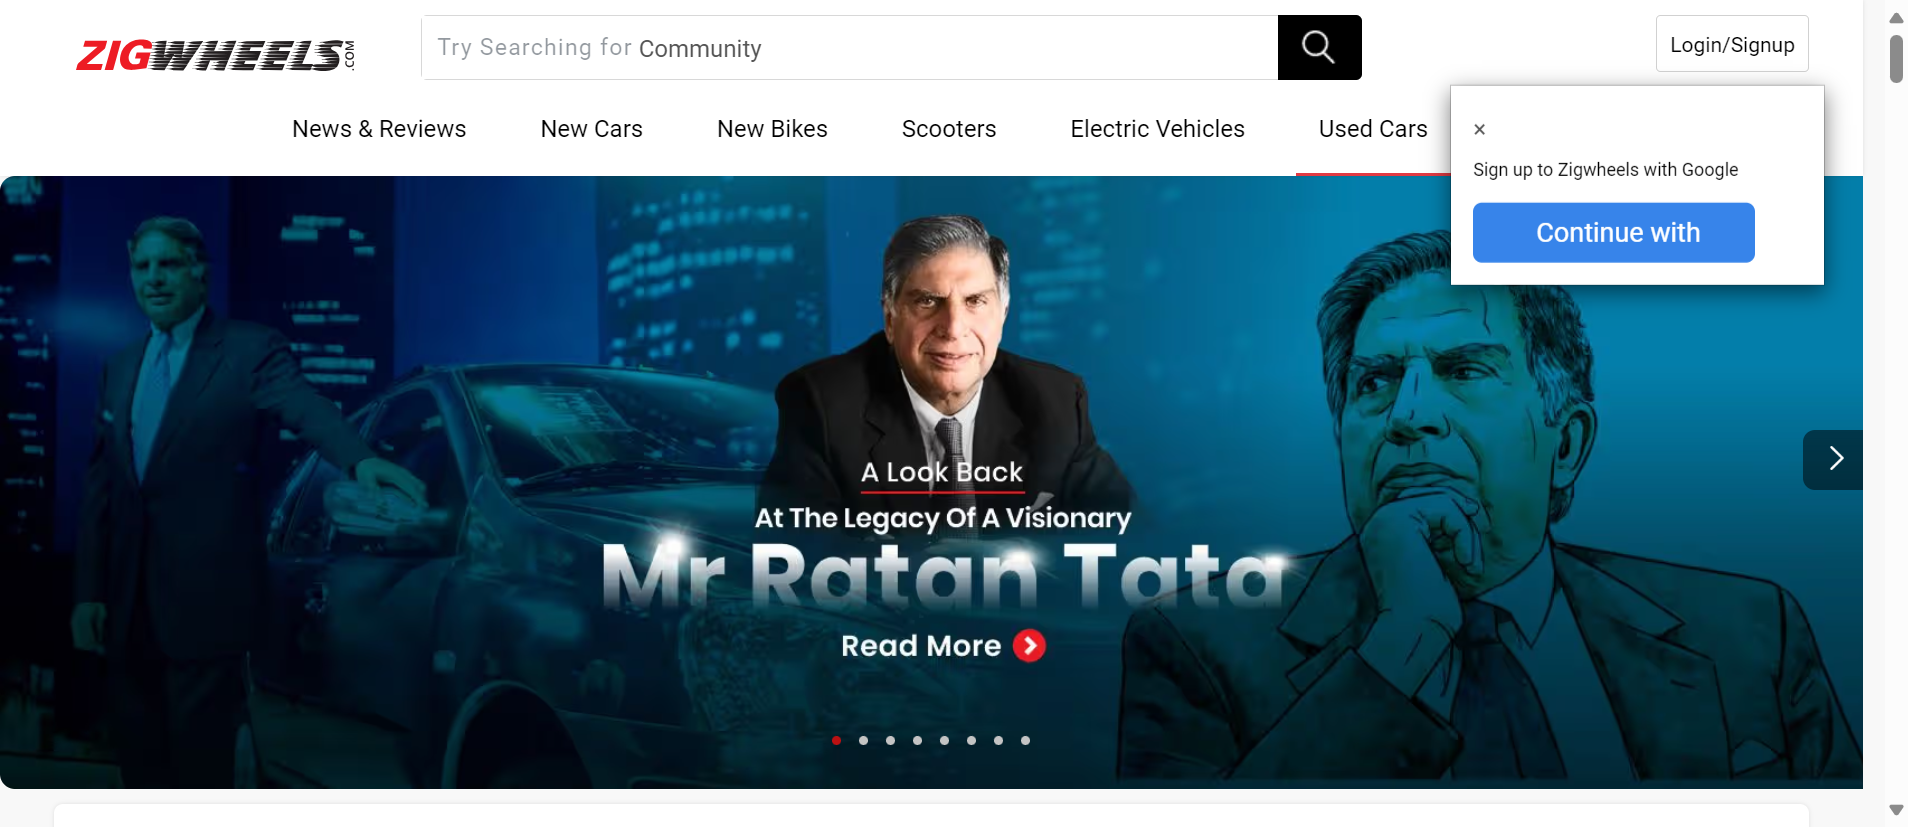 ZIGWHEELS.COM
Try Searching for Community
Login/Signup
News & Reviews
New Cars
New Bikes
Scooters
Electric Vehicles
Used Cars
×
Sign up to Zigwheels with Google
Continue with
A Look Back
At The Legacy Of A Visionary
Mr Ratan Tata
Read More